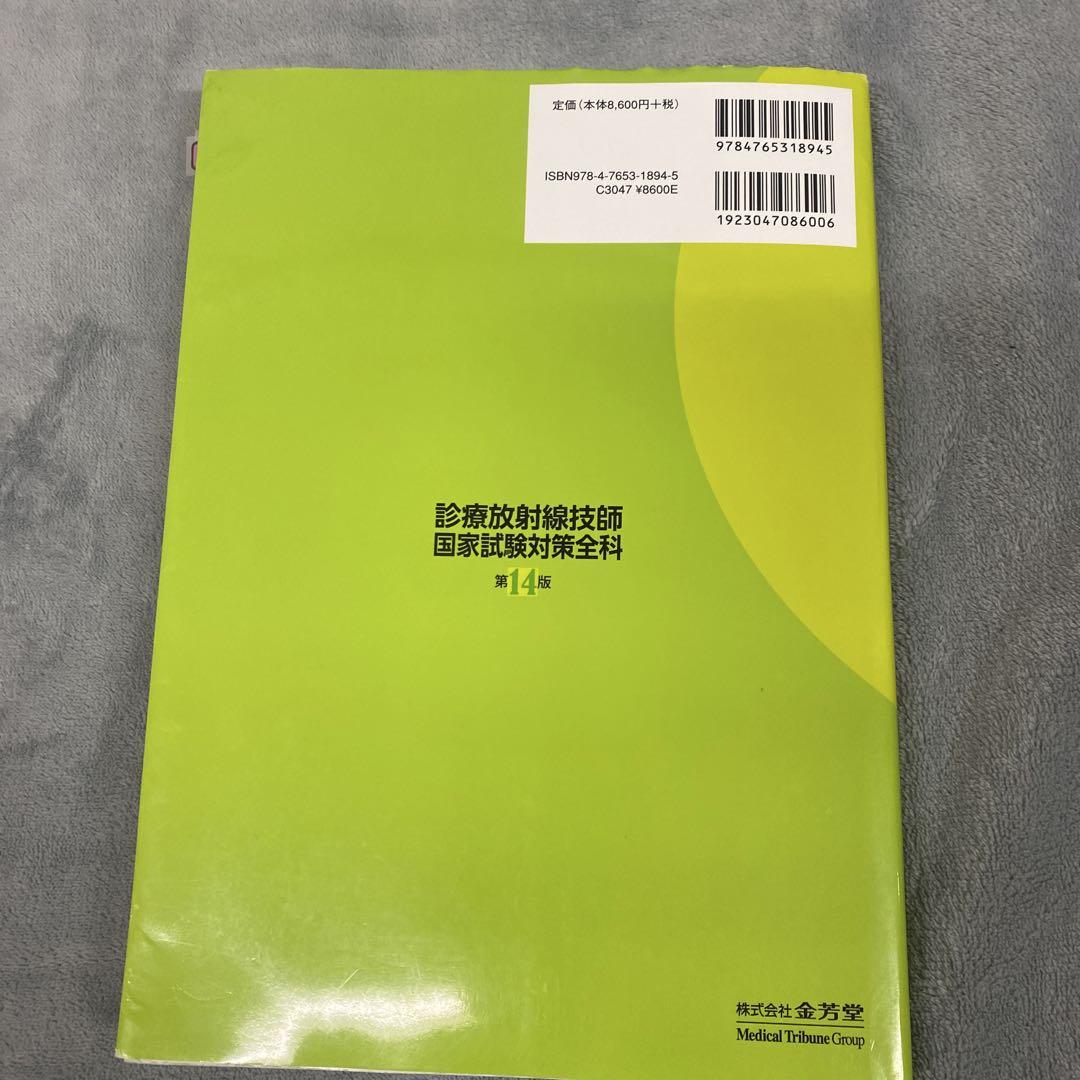 定価(本体8,600円+税)
9784765318945
ISBN978-4-7653-1894-5
C3047 ¥8600E
1923047086006
診療放射線技師
国家試験対策全科
第14版
株式会社 金芳堂
Medical Tribune Group